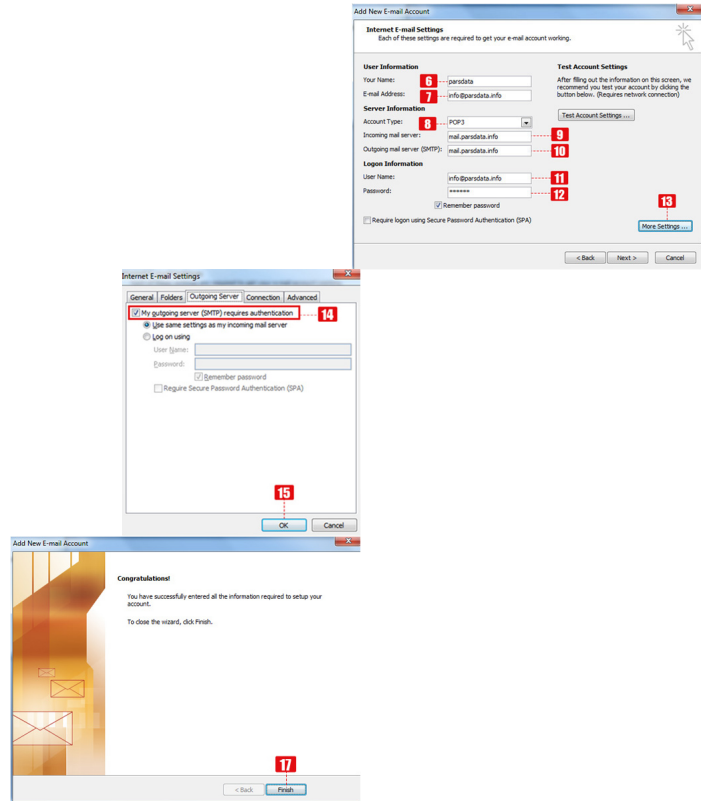 Add New E-mail Account
x
Internet E-mail Settings
Each of these settings are required to get your e-mail account working.
User Information
Your Name: 6 parsdata
E-mail Address: 7 info@parsdata.info
Server Information
Account Type: 8 POP3
Incoming mail server: mail.parsdata.info 9
Outgoing mail server (SMTP): mail.parsdata.info 10
Logon Information
User Name: info@parsdata.info 11
Password: ****** 12
Remember password
Require logon using Secure Password Authentication (SPA)
Test Account Settings
After filling out the information on this screen, we
recommend you test your account by clicking the
button below. (Requires network connection)
Test Account Settings ...
13
More Settings ...
< Back Next > Cancel
Internet E-mail Settings
x
General Folders Outgoing Server Connection Advanced
My outgoing server (SMTP) requires authentication 14
Use same settings as my incoming mail server
Log on using
User Name:
Password:
Remember password
Require Secure Password Authentication (SPA)
15
OK Cancel
Add New E-mail Account
x
Congratulations!
You have successfully entered all the information required to setup your
account.
To close the wizard, click Finish.
17
< Back Finish